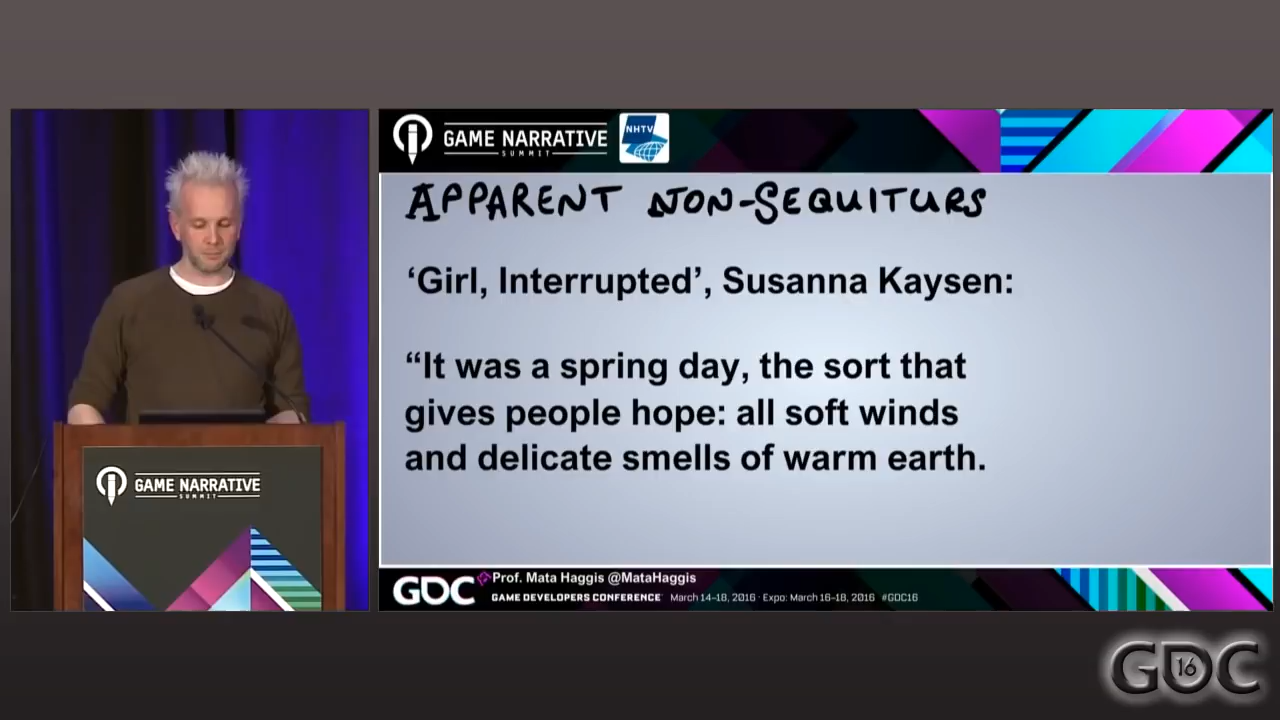 GAME NARRATIVE
SUMMIT
NHTV
APPARENT NON-SEQUITURS
‘Girl, Interrupted’, Susanna Kaysen:
“It was a spring day, the sort that
gives people hope: all soft winds
and delicate smells of warm earth.
GAME NARRATIVE
SUMMIT
GDC
Prof. Mata Haggis @MataHaggis
GAME DEVELOPERS CONFERENCE March 14–18, 2016 · Expo: March 16–18, 2016 #GDC16
GDC
16